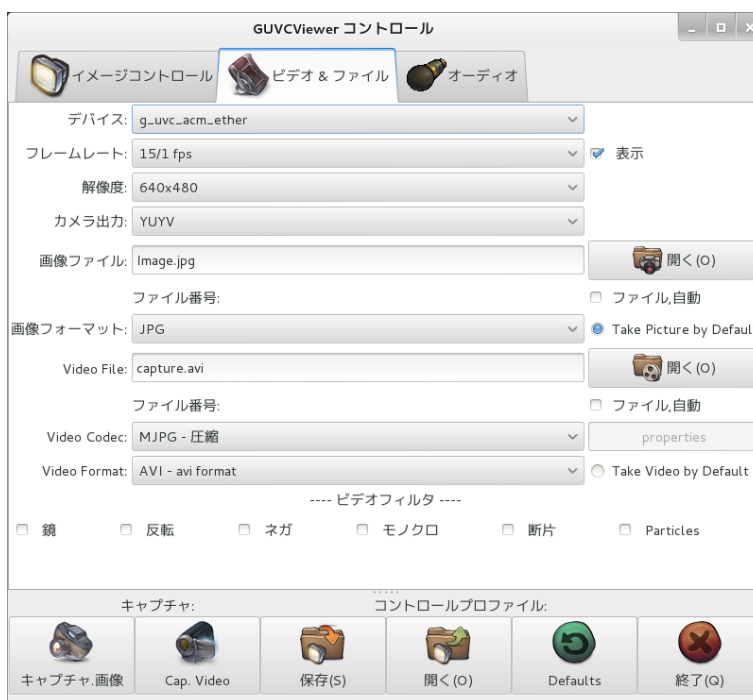 GUVCViewer コントロール
イメージコントロール ビデオ & ファイル オーディオ
デバイス: g_uvc_acm_ether
フレームレート: 15/1 fps 表示
解像度: 640x480
カメラ出力: YUYV
画像ファイル: Image.jpg 開く(O)
ファイル番号: ファイル,自動
画像フォーマット: JPG Take Picture by Defaul
Video File: capture.avi 開く(O)
ファイル番号: ファイル,自動
Video Codec: MJPG - 圧縮 properties
Video Format: AVI - avi format Take Video by Default
---- ビデオフィルタ ----
鏡 反転 ネガ モノクロ 断片 Particles
キャプチャ: コントロールプロファイル:
キャプチャ.画像 Cap. Video 保存(S) 開く(O) Defaults 終了(Q)